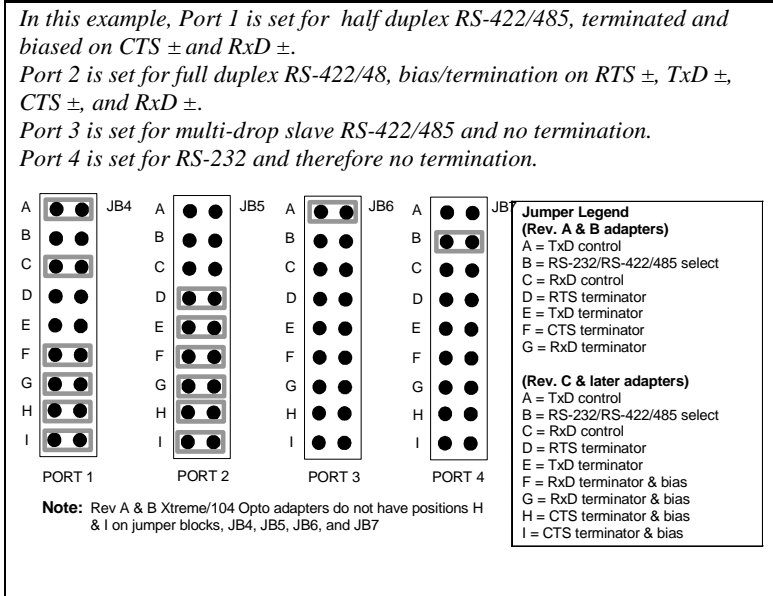 In this example, Port 1 is set for half duplex RS-422/485, terminated and
biased on CTS ± and RxD ±.
Port 2 is set for full duplex RS-422/48, bias/termination on RTS ±, TxD ±,
CTS ±, and RxD ±.
Port 3 is set for multi-drop slave RS-422/485 and no termination.
Port 4 is set for RS-232 and therefore no termination.
A
B
C
D
E
F
G
H
I
JB4
PORT 1
A
B
C
D
E
F
G
H
I
JB5
PORT 2
A
B
C
D
E
F
G
H
I
JB6
PORT 3
A
B
C
D
E
F
G
H
I
JB7
PORT 4
Note: Rev A & B Xtreme/104 Opto adapters do not have positions H
& I on jumper blocks, JB4, JB5, JB6, and JB7
Jumper Legend
(Rev. A & B adapters)
A = TxD control
B = RS-232/RS-422/485 select
C = RxD control
D = RTS terminator
E = TxD terminator
F = CTS terminator
G = RxD terminator
(Rev. C & later adapters)
A = TxD control
B = RS-232/RS-422/485 select
C = RxD control
D = RTS terminator
E = TxD terminator
F = RxD terminator & bias
G = RxD terminator & bias
H = CTS terminator & bias
I = CTS terminator & bias